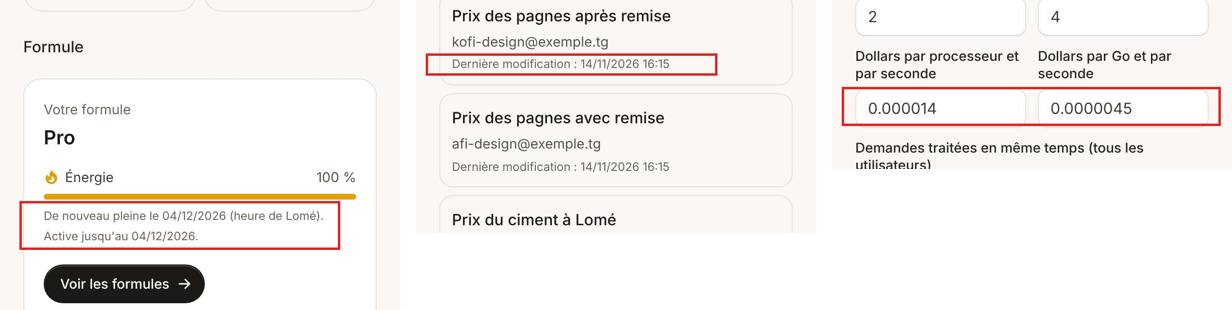 Formule
Votre formule
Pro
Énergie
100 %
De nouveau pleine le 04/12/2026 (heure de Lomé).
Active jusqu'au 04/12/2026.
Voir les formules →
Prix des pagnes après remise
kofi-design@exemple.tg
Dernière modification : 14/11/2026 16:15
Prix des pagnes avec remise
afi-design@exemple.tg
Dernière modification : 14/11/2026 16:15
Prix du ciment à Lomé
2
4
Dollars par processeur et
par seconde
Dollars par Go et par
seconde
0.000014
0.0000045
Demandes traitées en même temps (tous les
utilisateurs)